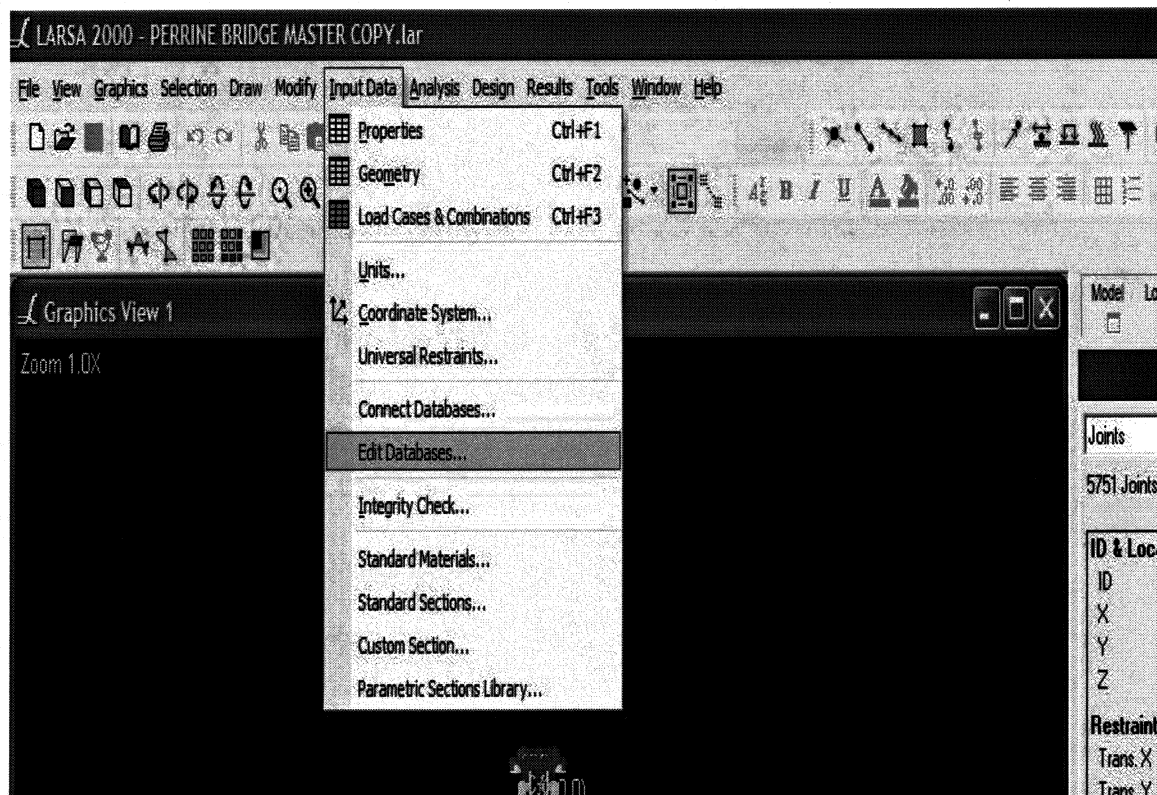 LARSA 2000 - PERRINE BRIDGE MASTER COPY.lar
File View Graphics Selection Draw Modify Input Data Analysis Design Results Tools Window Help
Properties Ctrl+F1
Geometry Ctrl+F2
Load Cases & Combinations Ctrl+F3
Units...
Coordinate System...
Universal Restraints...
Connect Databases...
Edit Databases...
Integrity Check...
Standard Materials...
Standard Sections...
Custom Section...
Parametric Sections Library...
B I U A
Graphics View 1
Zoom 1.0X
Model Lo
Joints
5751 Joints
ID & Loca
ID
X
Y
Z
Restraint
Trans. X
Trans. Y